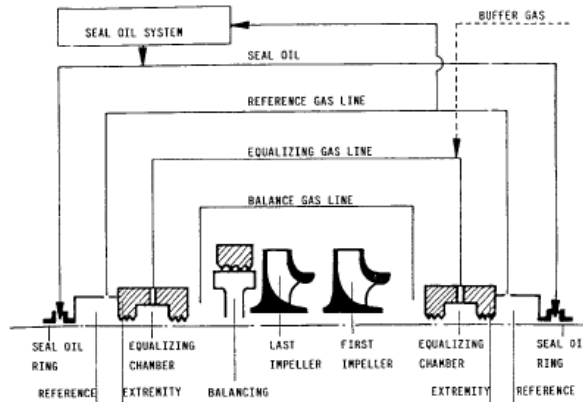 SEAL OIL SYSTEM
BUFFER GAS
SEAL OIL
REFERENCE GAS LINE
EQUALIZING GAS LINE
BALANCE GAS LINE
SEAL OIL EQUALIZING LAST FIRST EQUALIZING SEAL OI
RING CHAMBER IMPELLER IMPELLER CHAMBER RING
REFERENCE EXTREMITY BALANCING EXTREMITY REFERENCE